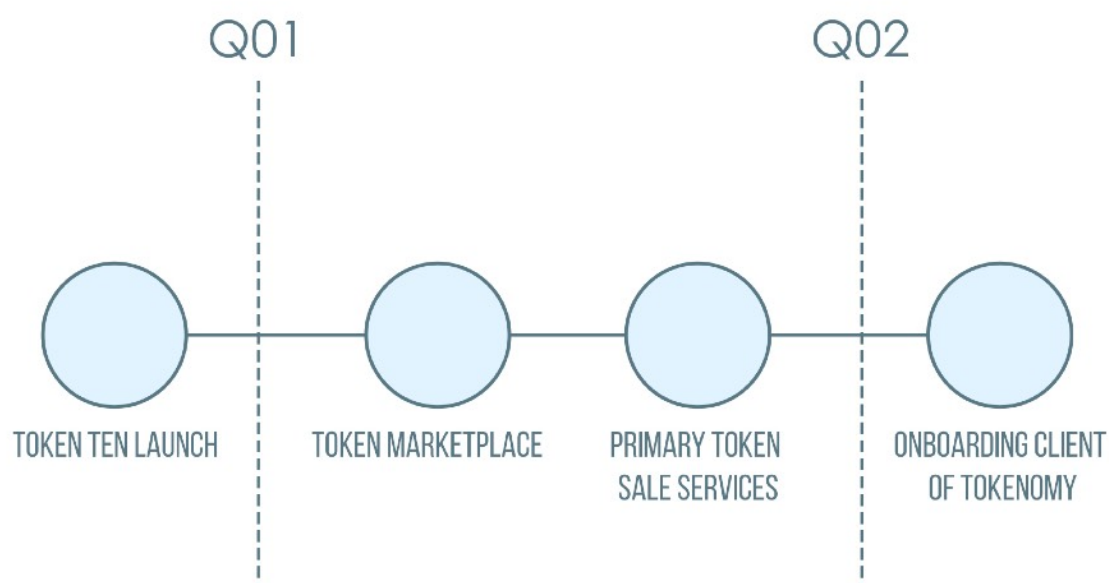 Q01
Q02
TOKEN TEN LAUNCH
TOKEN MARKETPLACE
PRIMARY TOKEN
SALE SERVICES
ONBOARDING CLIENT
OF TOKENOMY